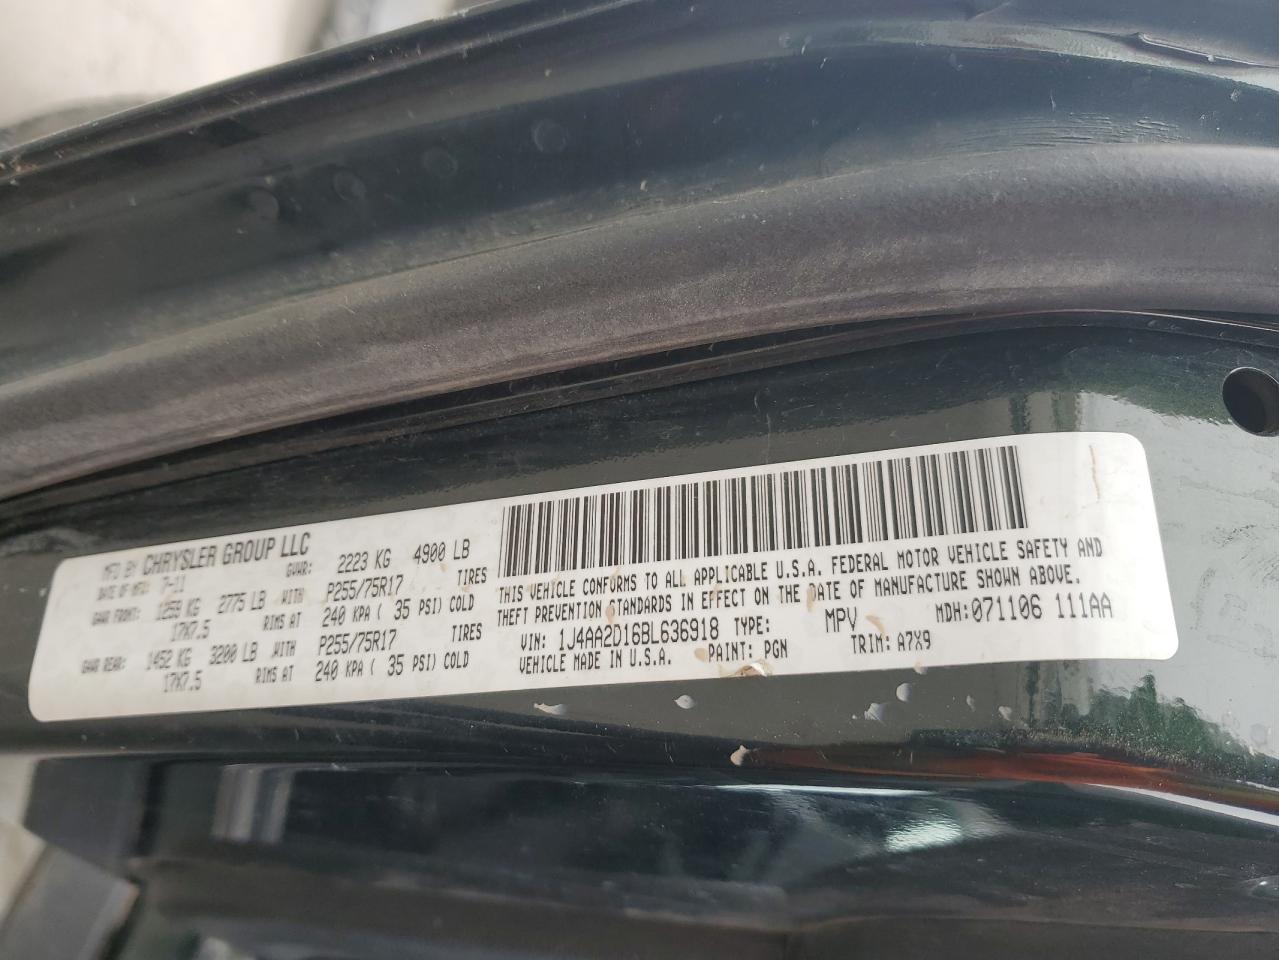 MFD BY CHRYSLER GROUP LLC
DATE OF MFG: 7-11 GVWR: 2223 KG 4900 LB
GAWR FRONT: 1259 KG 2775 LB WITH P255/75R17 TIRES
17X7.5 RIMS AT 240 KPA ( 35 PSI) COLD
GAWR REAR: 1452 KG 3200 LB WITH P255/75R17 TIRES
17X7.5 RIMS AT 240 KPA ( 35 PSI) COLD
THIS VEHICLE CONFORMS TO ALL APPLICABLE U.S.A. FEDERAL MOTOR VEHICLE SAFETY AND
THEFT PREVENTION STANDARDS IN EFFECT ON THE DATE OF MANUFACTURE SHOWN ABOVE.
VIN: 1J4AA2D16BL636918 TYPE: MPV MDH:071106 111AA
VEHICLE MADE IN U.S.A. PAINT: PGN TRIM: A7X9